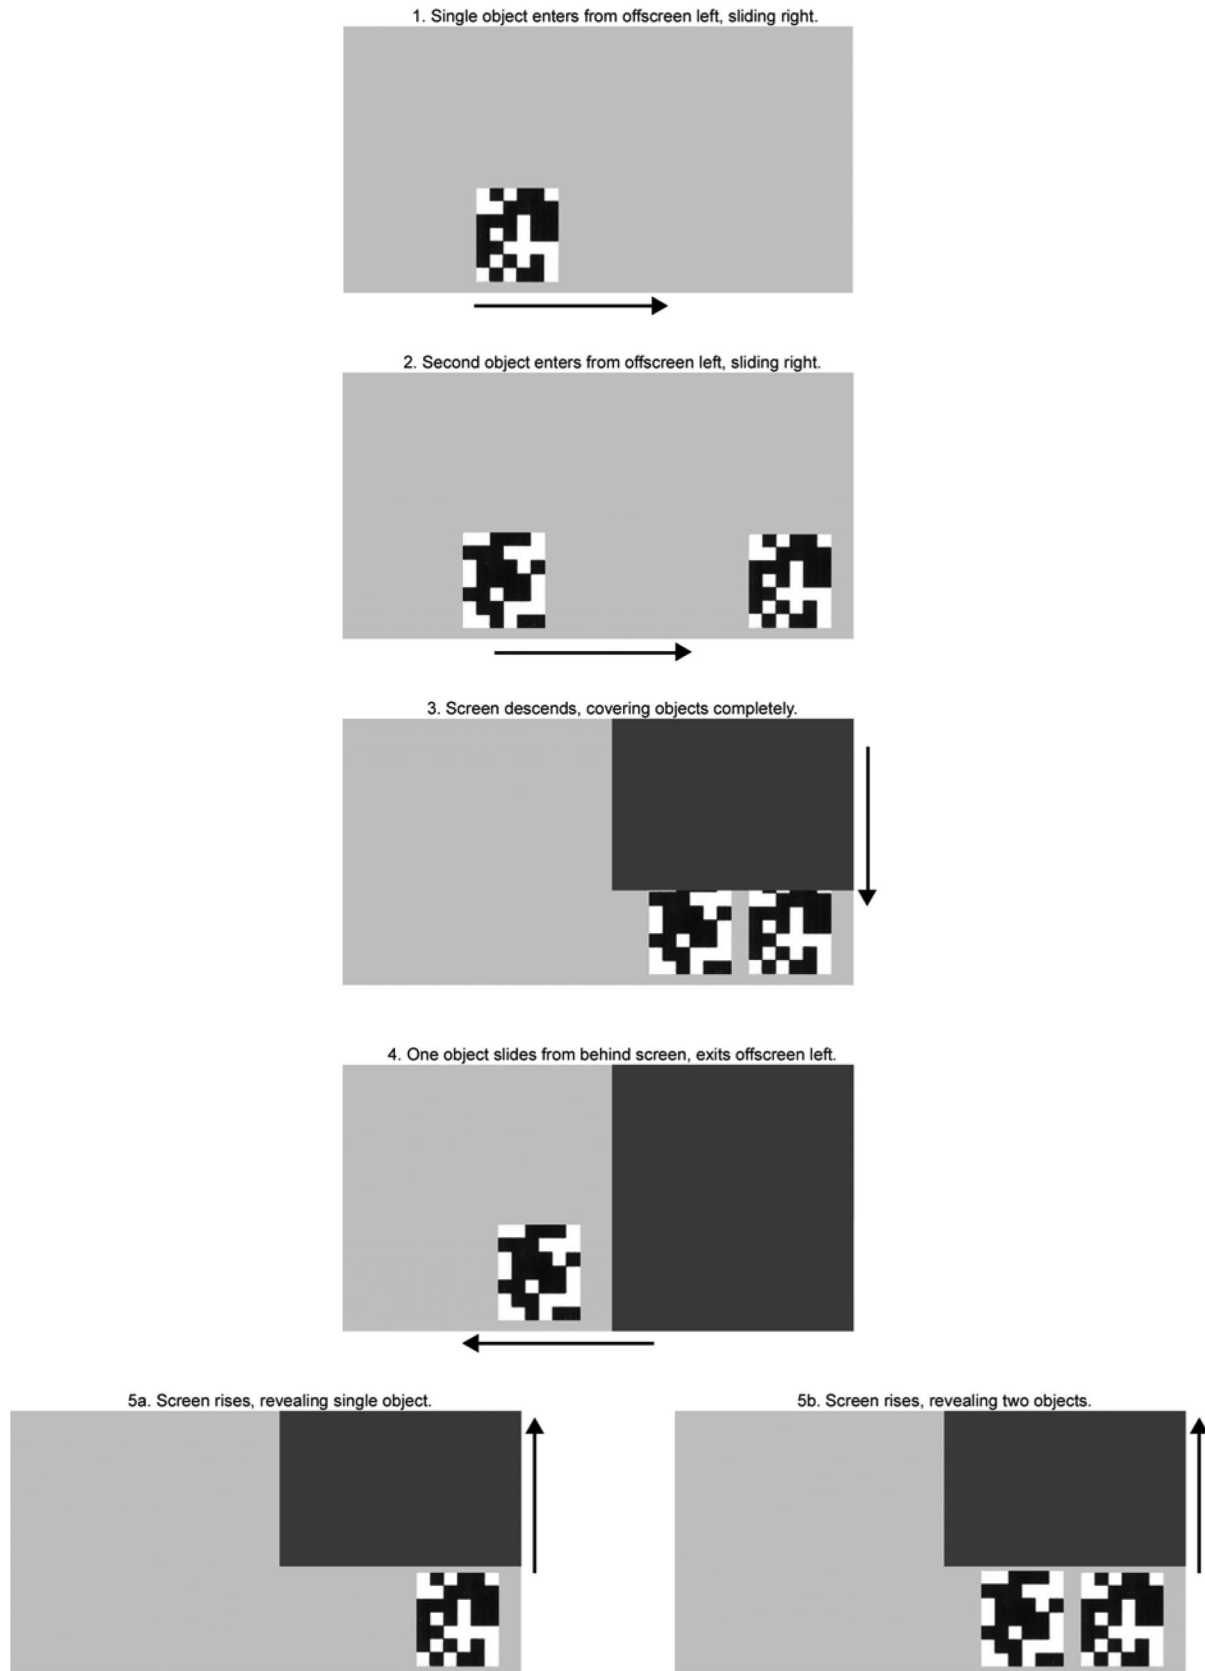 1. Single object enters from offscreen left, sliding right.
2. Second object enters from offscreen left, sliding right.
3. Screen descends, covering objects completely.
4. One object slides from behind screen, exits offscreen left.
5a. Screen rises, revealing single object.
5b. Screen rises, revealing two objects.